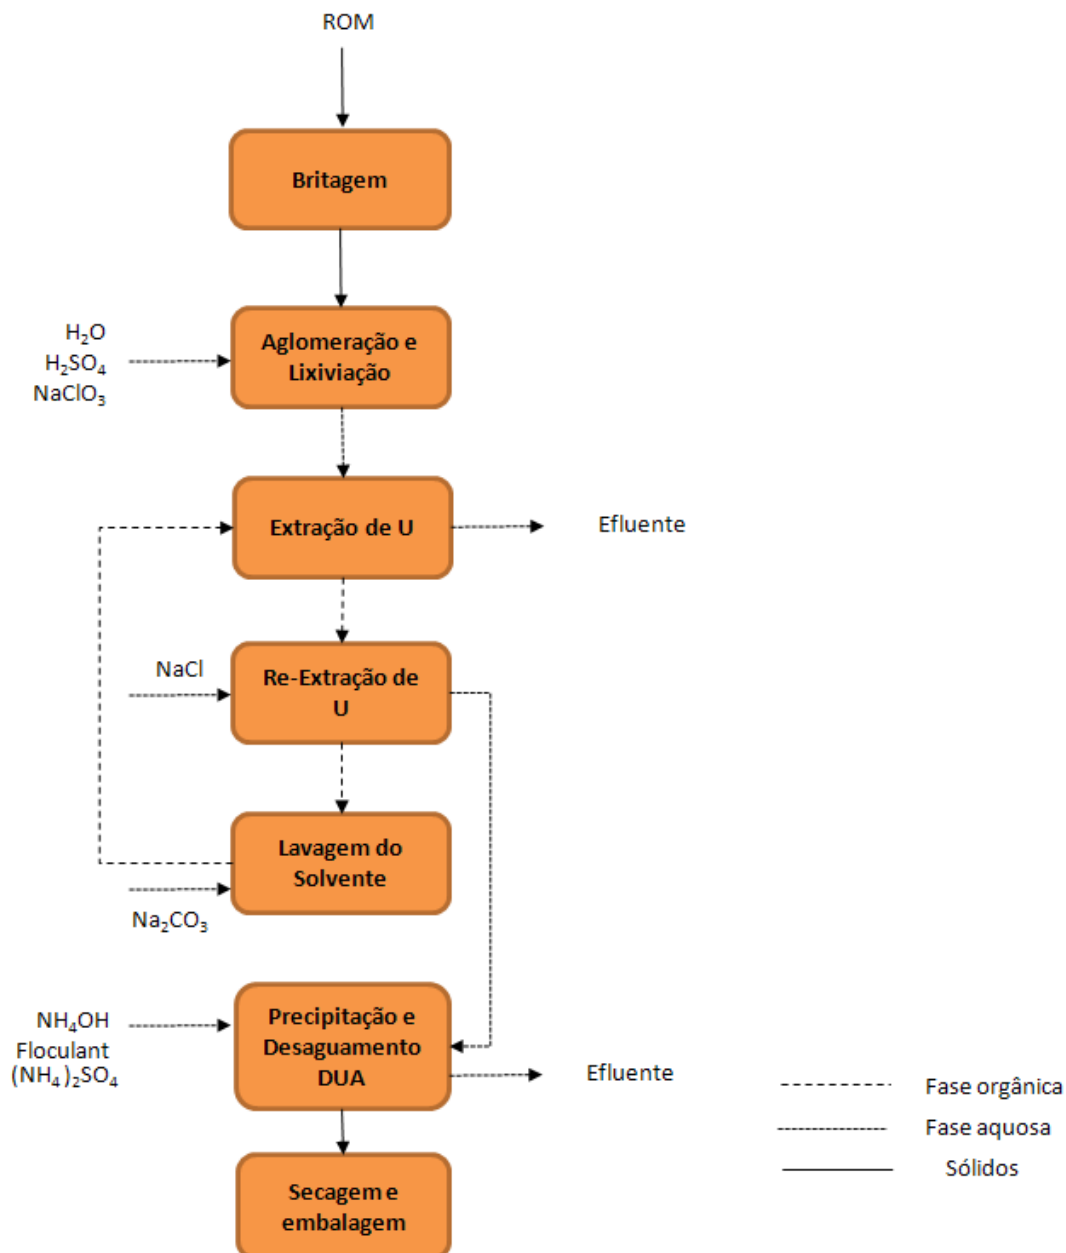 ROM
Britagem
H₂O
H₂SO₄
NaClO₃
Aglomeração e
Lixiviação
Extração de U
Efluente
NaCl
Re-Extração de
U
Lavagem do
Solvente
Na₂CO₃
NH₄OH
Floculant
(NH₄)₂SO₄
Precipitação e
Desaguamento
DUA
Efluente
Fase orgânica
Fase aquosa
Sólidos
Secagem e
embalagem